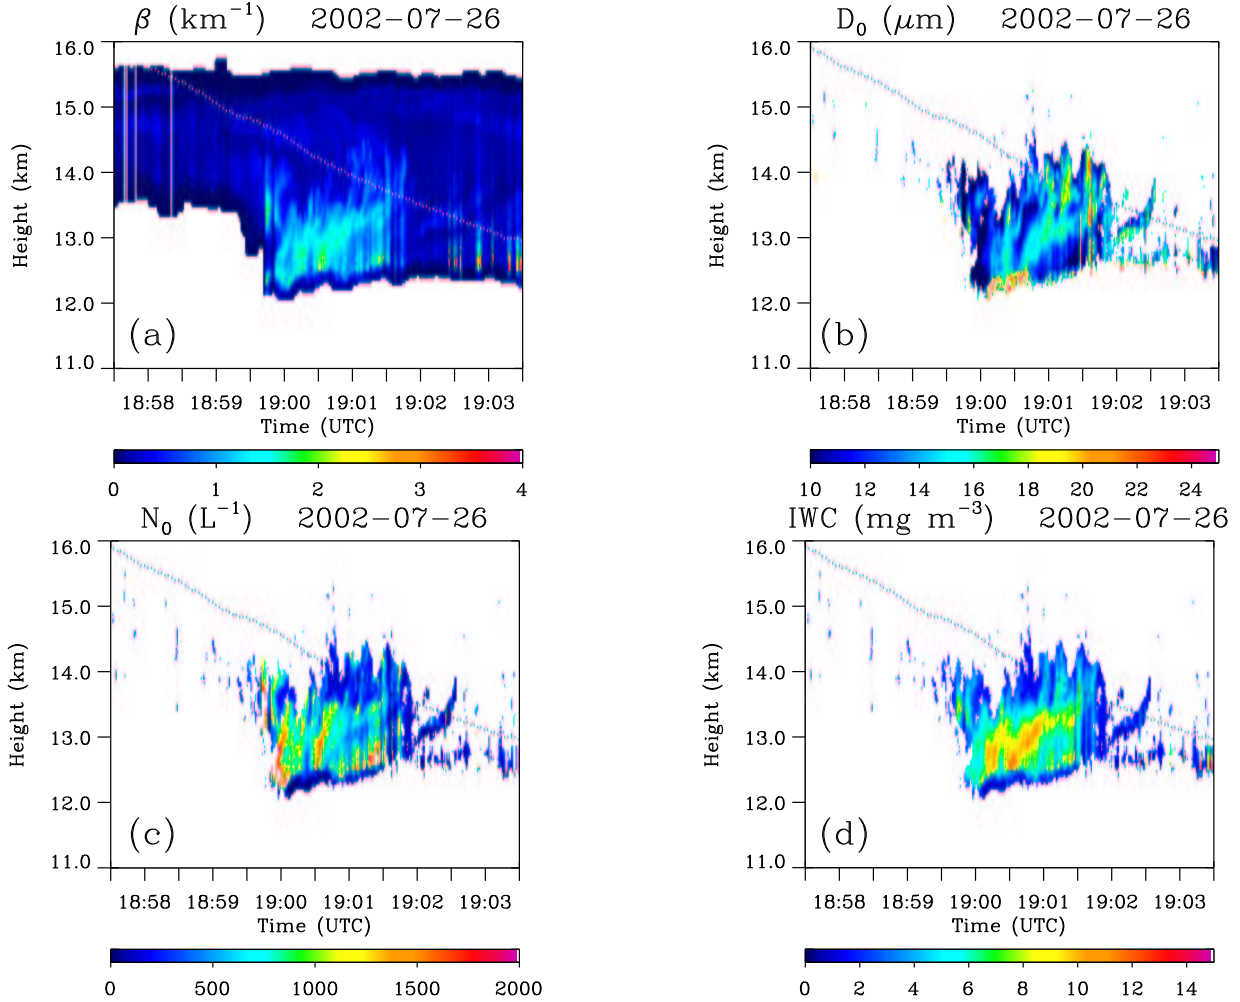 β (km⁻¹) 2002-07-26
16.0
15.0
14.0
13.0
12.0
11.0
Height (km)
(a)
18:58 18:59 19:00 19:01 19:02 19:03
Time (UTC)
0 1 2 3 4
D₀ (μm) 2002-07-26
16.0
15.0
14.0
13.0
12.0
11.0
Height (km)
(b)
18:58 18:59 19:00 19:01 19:02 19:03
Time (UTC)
10 12 14 16 18 20 22 24
N₀ (L⁻¹) 2002-07-26
16.0
15.0
14.0
13.0
12.0
11.0
Height (km)
(c)
18:58 18:59 19:00 19:01 19:02 19:03
Time (UTC)
0 500 1000 1500 2000
IWC (mg m⁻³) 2002-07-26
16.0
15.0
14.0
13.0
12.0
11.0
Height (km)
(d)
18:58 18:59 19:00 19:01 19:02 19:03
Time (UTC)
0 2 4 6 8 10 12 14